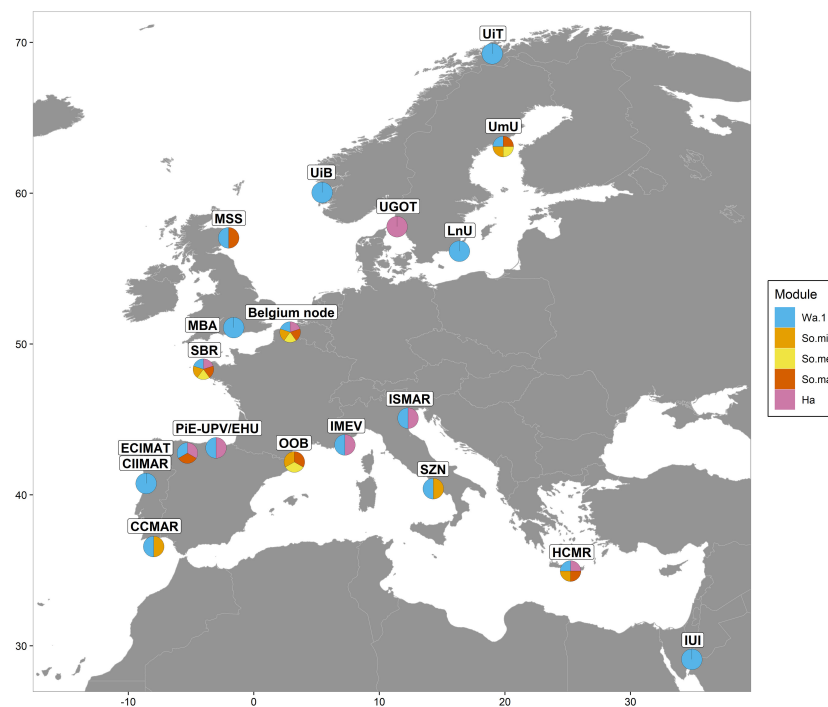 70
60
50
40
30
-10
0
10
20
30
UiT
UmU
UiB
UGOT
LnU
MSS
Belgium node
MBA
SBR
ISMAR
PiE-UPV/EHU
IMEV
OOB
ECIMAT
CIIMAR
SZN
CCMAR
HCMR
IUI
Module
Wa.1
So.mi
So.me
So.ma
Ha